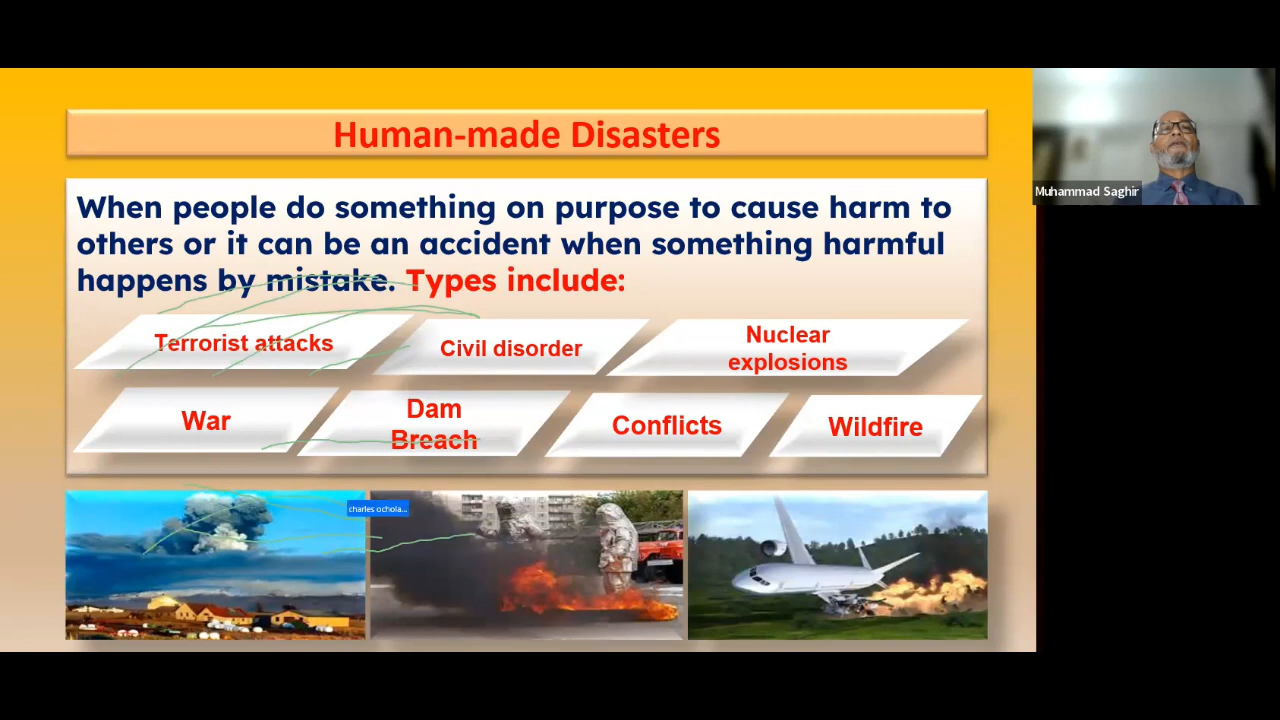 Human-made Disasters
Muhammad Saghir
When people do something on purpose to cause harm to
others or it can be an accident when something harmful
happens by mistake. Types include:
Terrorist attacks
Civil disorder
Nuclear
explosions
War
Dam
Breach
Conflicts
Wildfire
charles ochola...